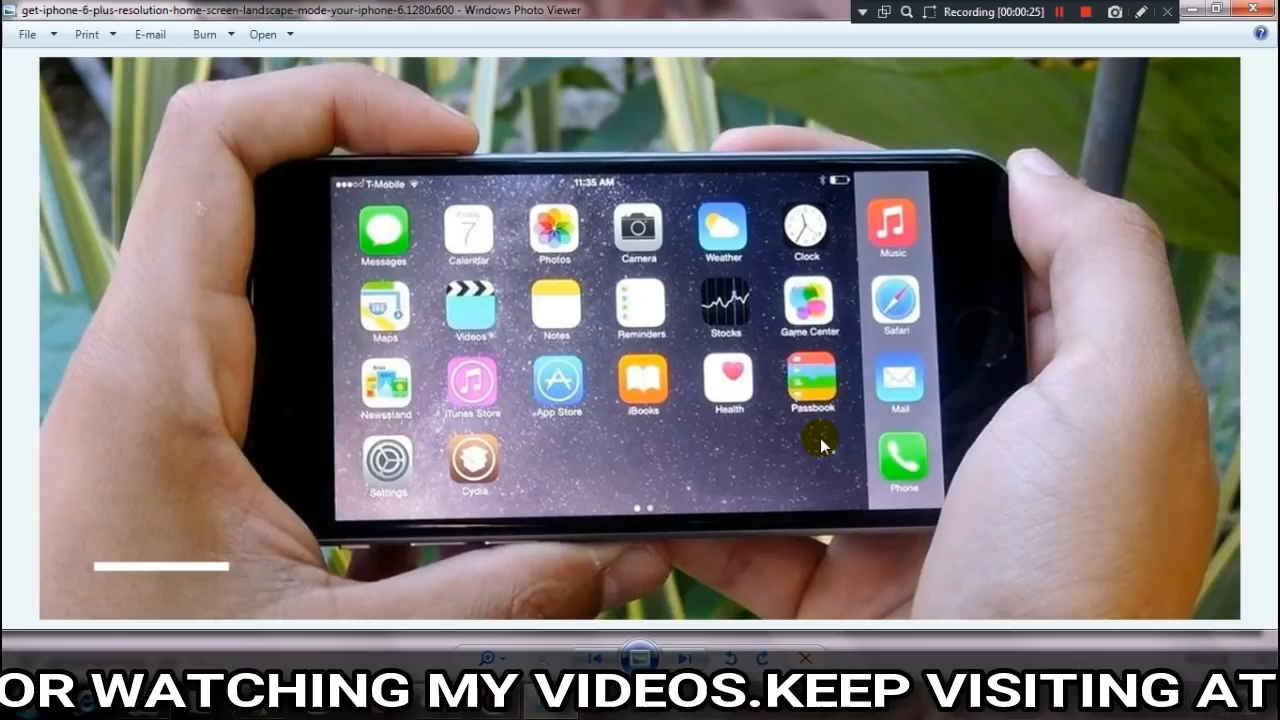 get-iphone-6-plus-resolution-home-screen-landscape-mode-your-iphone-6.1280x600 - Windows Photo Viewer
Recording [00:00:25]
File Print E-mail Burn Open
T-Mobile 11:35 AM
Friday
7
Messages Calendar Photos Camera Weather Clock Music
280
Maps Videos Notes Reminders Stocks Game Center Safari
Newsstand iTunes Store App Store iBooks Health Passbook Mail
Settings Cydia Phone
OR WATCHING MY VIDEOS.KEEP VISITING AT